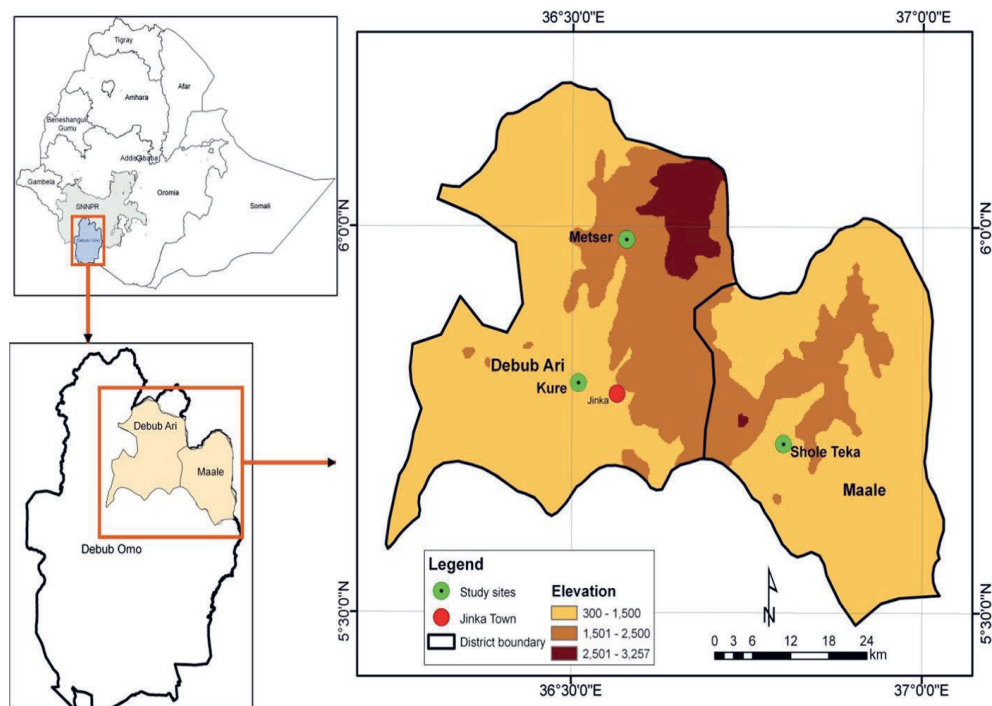 Tigray
Afar
Amhara
Beneshangul
Gumu
Addis Ababa
Gambela
Oromia
SNNPR
Somali
Debub Omo
Debub Ari
Maale
Debub Omo
36°30'0"E
37°0'0"E
6°0'0"N
6°0'0"N
Metser
Debub Ari
Kure
Jinka
Shole Teka
Maale
Legend
Study sites
Jinka Town
District boundary
Elevation
300 - 1,500
1,501 - 2,500
2,501 - 3,257
N
0 3 6 12 18 24
km
5°30'0"N
5°30'0"N
36°30'0"E
37°0'0"E